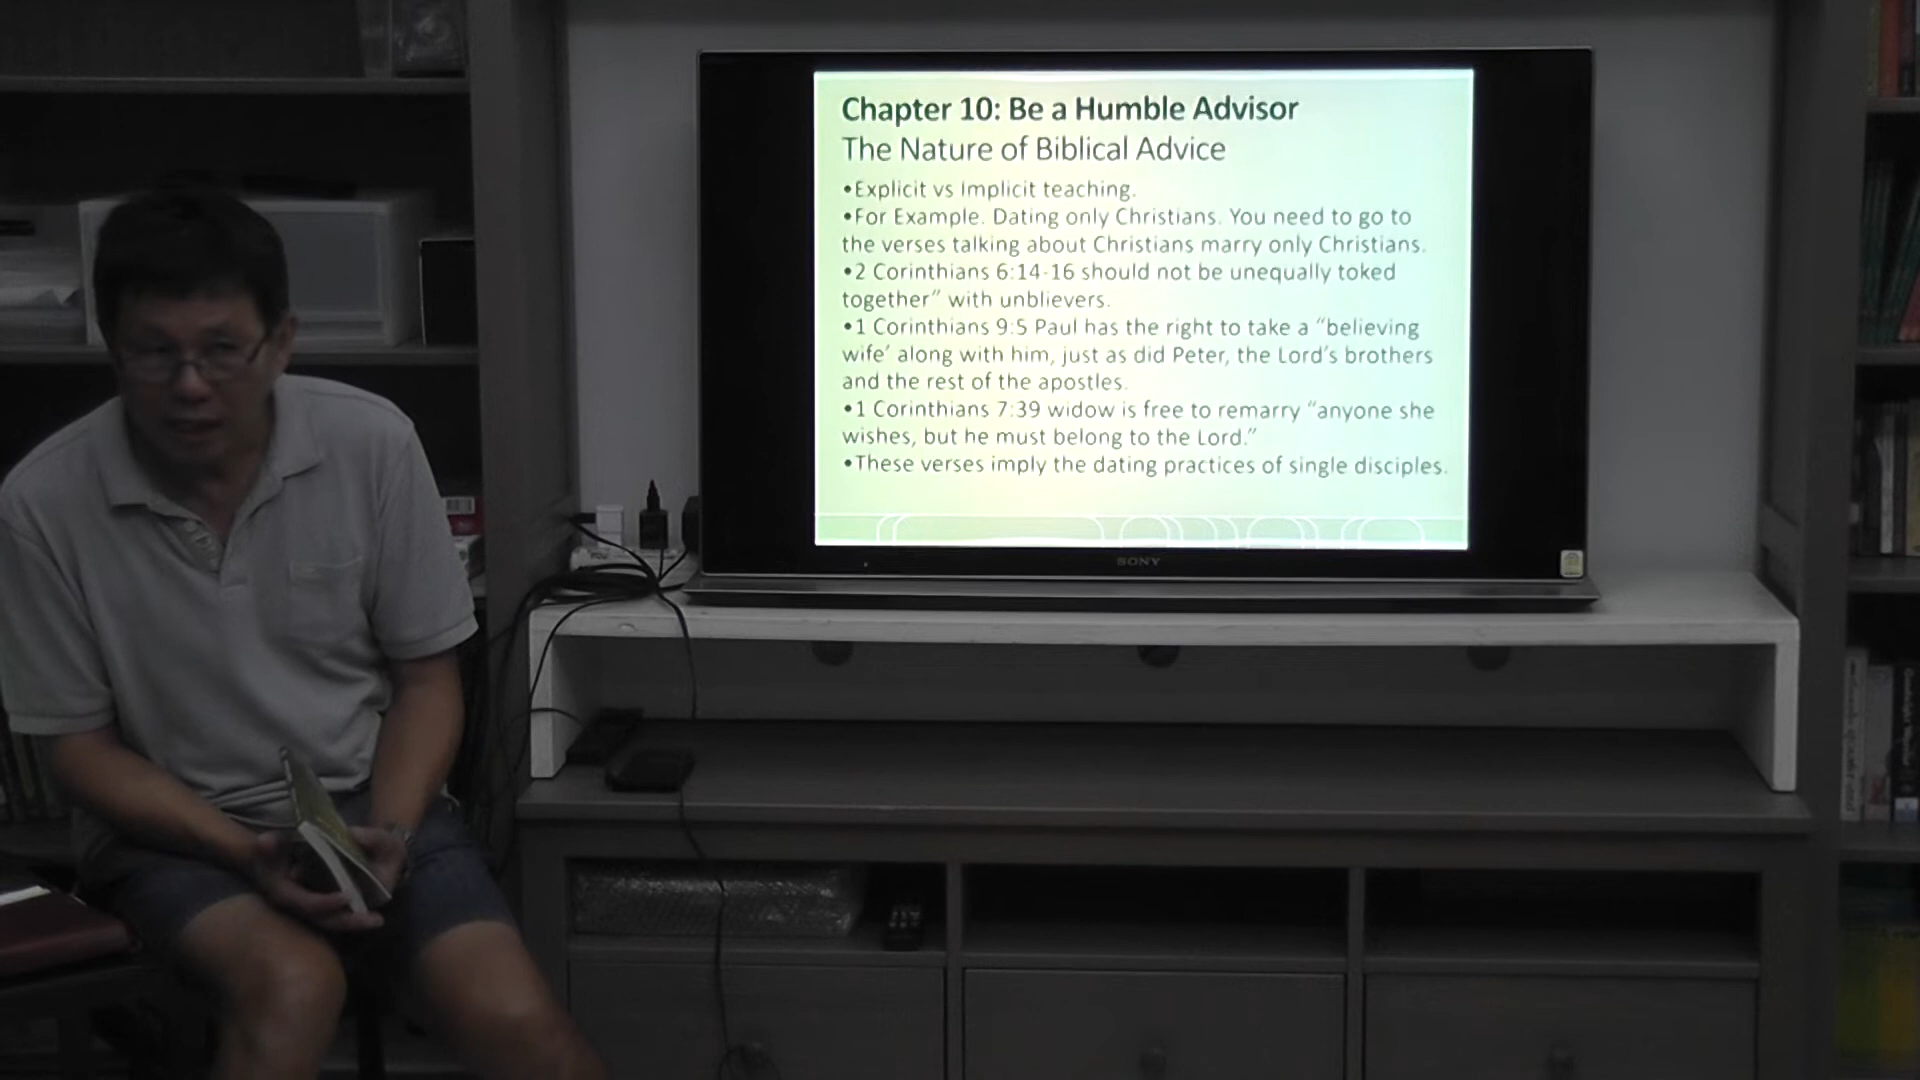 Chapter 10: Be a Humble Advisor
The Nature of Biblical Advice
•Explicit vs Implicit teaching.
•For Example. Dating only Christians. You need to go to
the verses talking about Christians marry only Christians.
•2 Corinthians 6:14-16 should not be unequally toked
together” with unblievers.
•1 Corinthians 9:5 Paul has the right to take a “believing
wife’ along with him, just as did Peter, the Lord’s brothers
and the rest of the apostles.
•1 Corinthians 7:39 widow is free to remarry “anyone she
wishes, but he must belong to the Lord.”
•These verses imply the dating practices of single disciples.
SONY